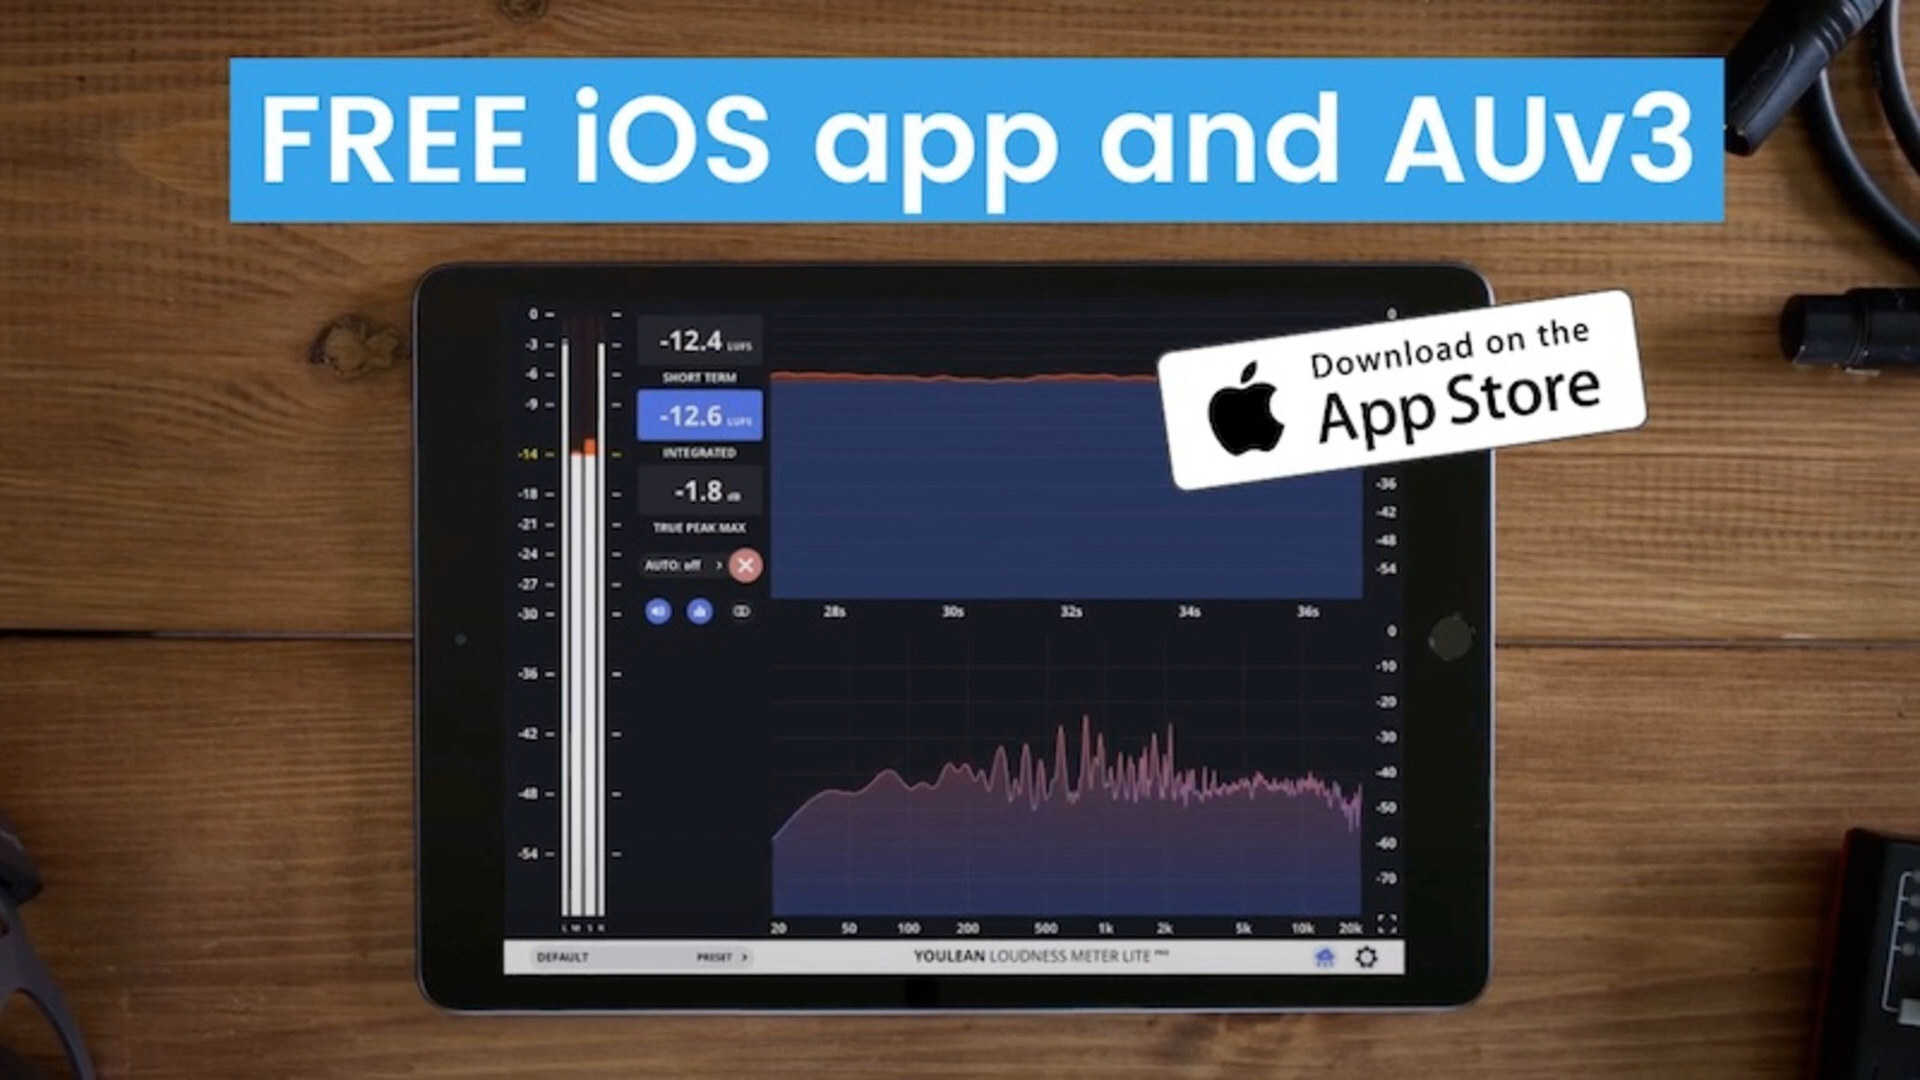 FREE iOS app and AUv3
Download on the
App Store
0
-3
-6
-9
-14
-18
-21
-24
-27
-30
-36
-42
-48
-54
L M S R
-12.4 LUFS
SHORT TERM
-12.6 LUFS
INTEGRATED
-1.8 dB
TRUE PEAK MAX
AUTO: off >
0
-36
-42
-48
-54
28s 30s 32s 34s 36s
0
-10
-20
-30
-40
-50
-60
-70
20 50 100 200 500 1k 2k 5k 10k 20k
DEFAULT PRESET > YOULEAN LOUDNESS METER LITE PRO